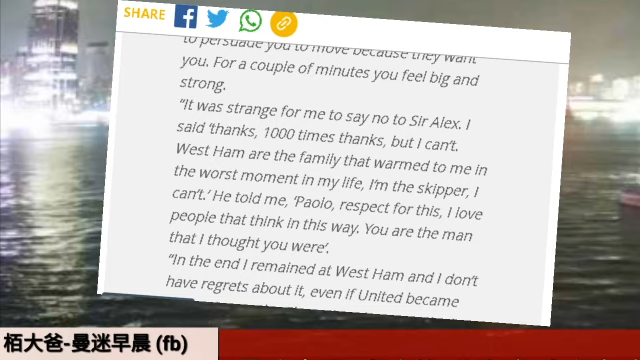 SHARE
to persuade you to move because they want
you. For a couple of minutes you feel big and
strong.
“It was strange for me to say no to Sir Alex. I
said ‘thanks, 1000 times thanks, but I can’t.
West Ham are the family that warmed to me in
the worst moment in my life, I’m the skipper, I
can’t.’ He told me, ‘Paolo, respect for this, I love
people that think in this way. You are the man
that I thought you were’.
“In the end I remained at West Ham and I don’t
have regrets about it, even if United became
栢大爸-曼迷早晨 (fb)